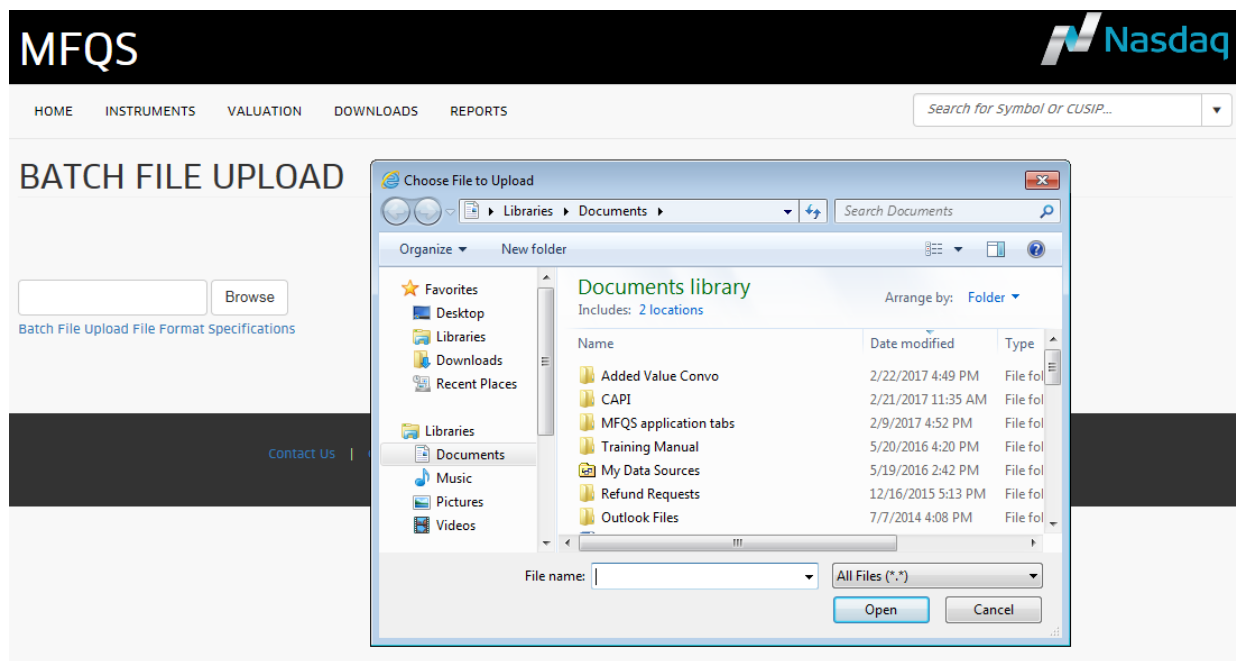 MFQS
Nasdaq
HOME INSTRUMENTS VALUATION DOWNLOADS REPORTS
Search for Symbol Or CUSIP...
BATCH FILE UPLOAD
Browse
Batch File Upload File Format Specifications
Contact Us |
Choose File to Upload
Libraries Documents
Search Documents
Organize New folder
Favorites
Desktop
Libraries
Downloads
Recent Places
Libraries
Documents
Music
Pictures
Videos
Documents library
Includes: 2 locations
Arrange by: Folder
Name Date modified Type
Added Value Convo 2/22/2017 4:49 PM File fol
CAPI 2/21/2017 11:35 AM File fol
MFQS application tabs 2/9/2017 4:52 PM File fol
Training Manual 5/20/2016 4:20 PM File fol
My Data Sources 5/19/2016 2:42 PM File fol
Refund Requests 12/16/2015 5:13 PM File fol
Outlook Files 7/7/2014 4:08 PM File fol
File name:
All Files (*.*)
Open Cancel